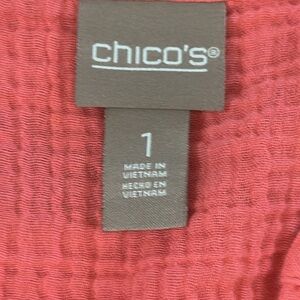 chico's®
1
MADE IN
VIETNAM
HECHO EN
VIETNAM